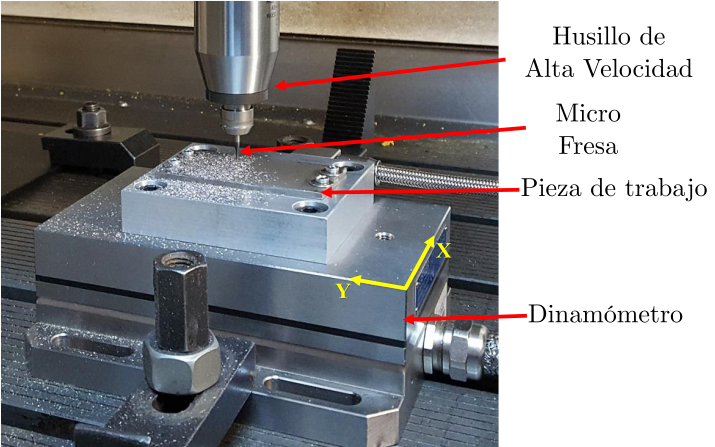 Husillo de
Alta Velocidad
Micro
Fresa
Pieza de trabajo
X
Y
Dinamómetro